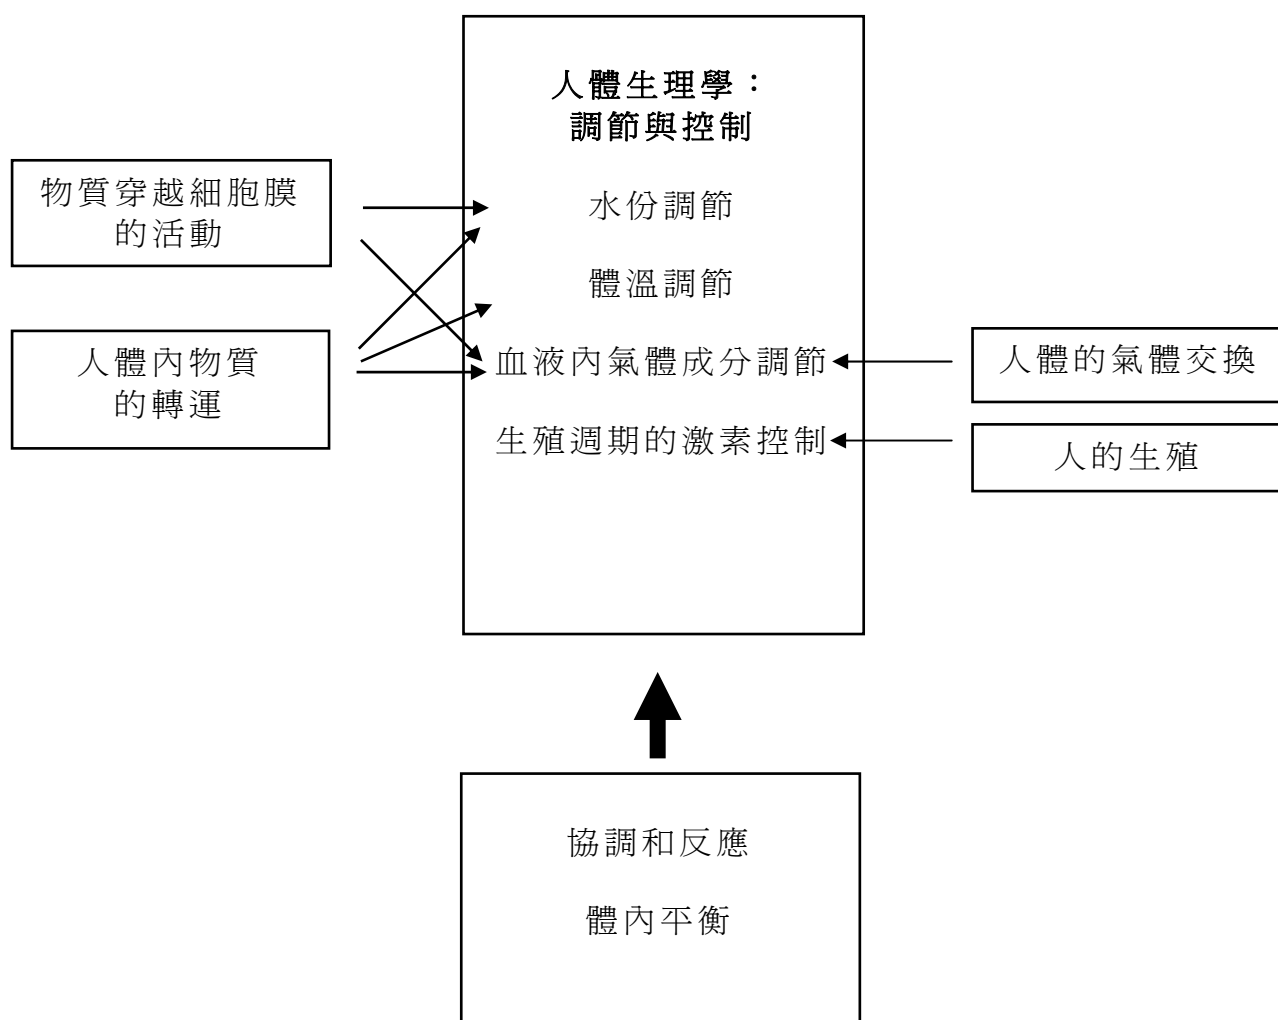 人體生理學：
調節與控制
物質穿越細胞膜
的活動
水份調節
體溫調節
人體內物質
的轉運
血液內氣體成分調節
人體的氣體交換
生殖週期的激素控制
人的生殖
協調和反應
體內平衡